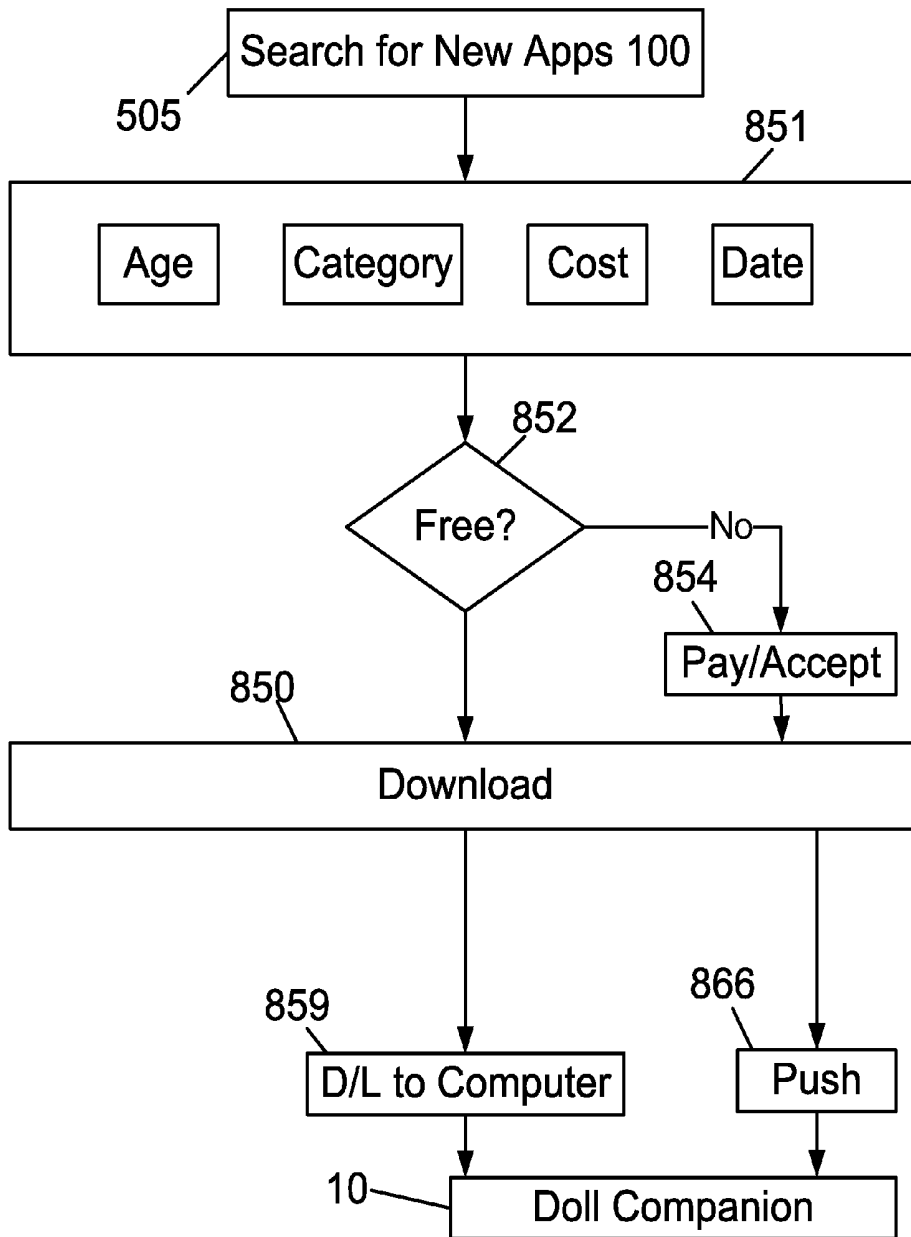 Search for New Apps 100
505
851
Age Category Cost Date
852
Free?
No
854
Pay/Accept
850
Download
859
866
D/L to Computer
Push
10
Doll Companion